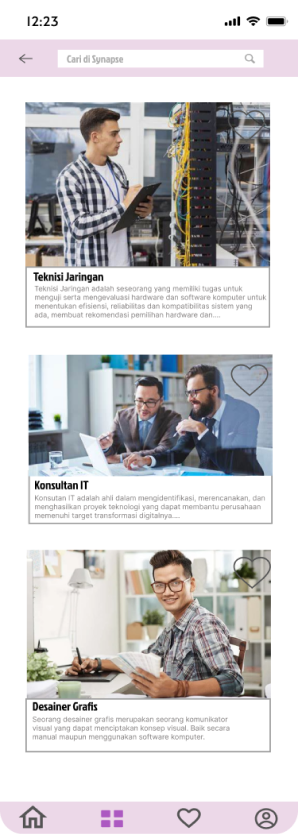 12:23
Cari di Synapse
Teknisi Jaringan
Teknisi Jaringan adalah seseorang yang memiliki tugas untuk
menguji serta mengevaluasi hardware dan software komputer untuk
menentukan efisiensi, reliabilitas dan kompatibilitas sistem yang
ada, membuat rekomendasi pemilihan hardware dan....
Konsultan IT
Konsutan IT adalah ahli dalam mengidentifikasi, merencanakan, dan
menghasilkan proyek teknologi yang dapat membantu perusahaan
memenuhi target transformasi digitalnya....
Desainer Grafis
Seorang desainer grafis merupakan seorang komunikator
visual yang dapat menciptakan konsep visual. Baik secara
manual maupun menggunakan software komputer.